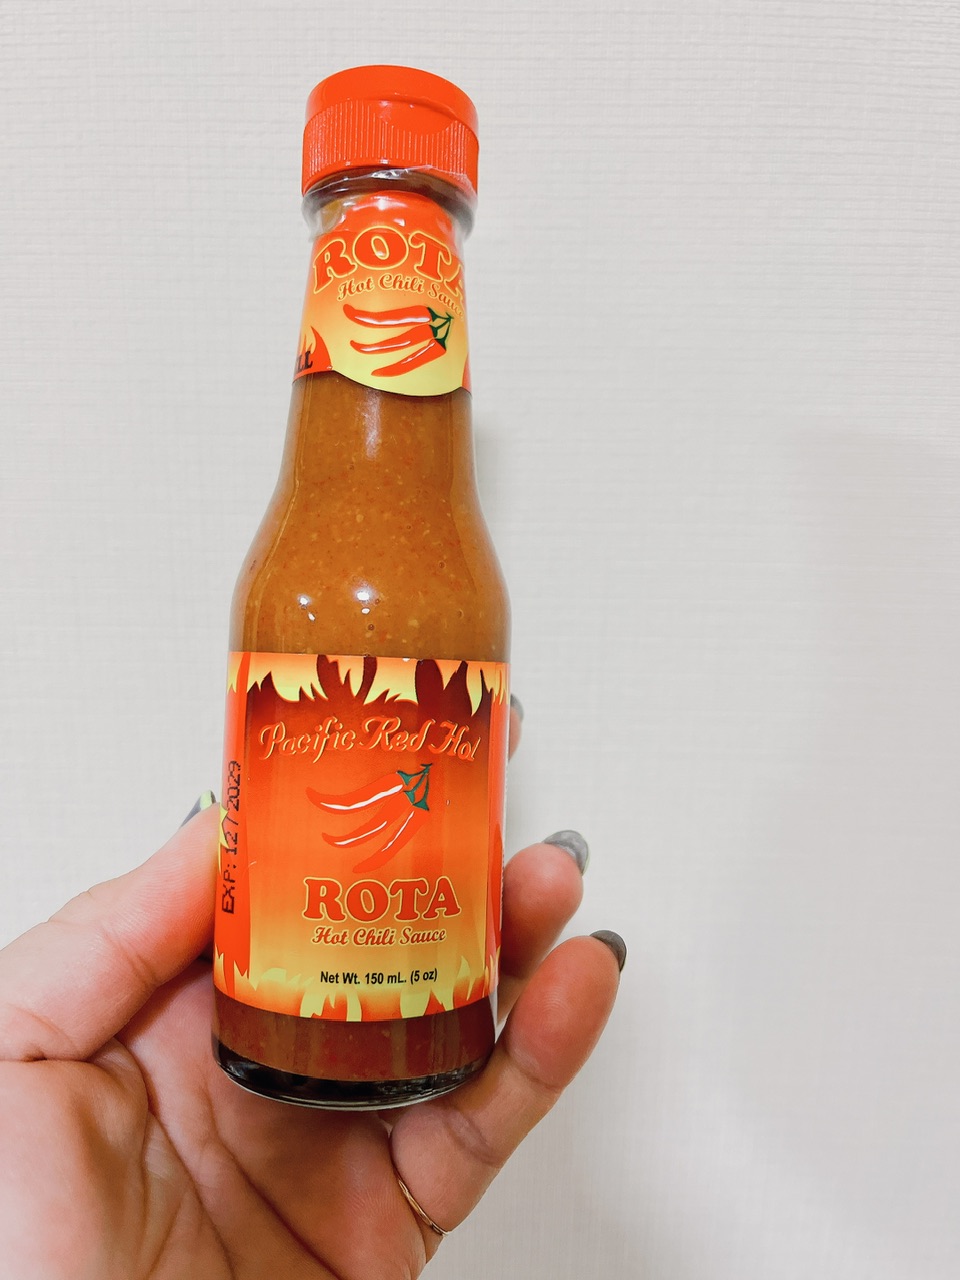 ROTA
Hot Chili Sauce
Pacific Red Hot
ROTA
Hot Chili Sauce
Net Wt. 150 mL. (5 oz)
EXP: 12 / 2029